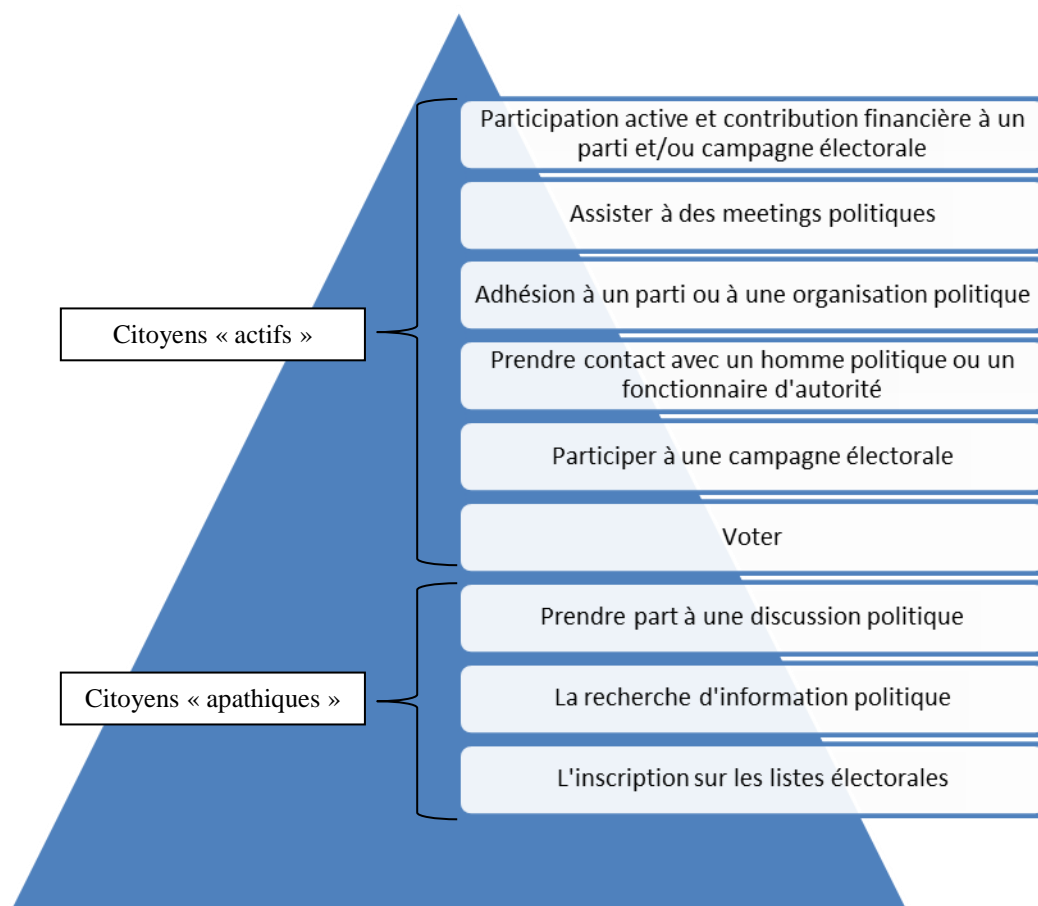 Participation active et contribution financière à un
parti et/ou campagne électorale
Assister à des meetings politiques
Adhésion à un parti ou à une organisation politique
Citoyens « actifs »
Prendre contact avec un homme politique ou un
fonctionnaire d'autorité
Participer à une campagne électorale
Voter
Prendre part à une discussion politique
Citoyens « apathiques »
La recherche d'information politique
L'inscription sur les listes électorales